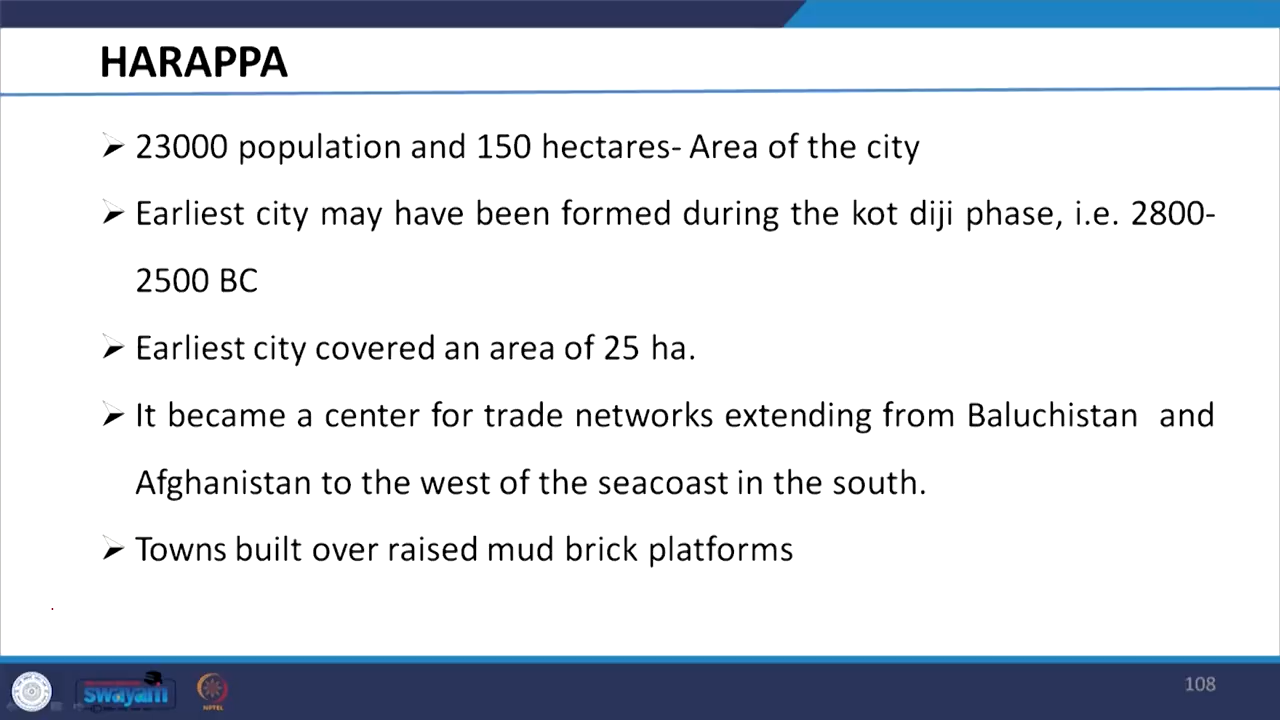 HARAPPA
➢ 23000 population and 150 hectares- Area of the city
➢ Earliest city may have been formed during the kot diji phase, i.e. 2800-
2500 BC
➢ Earliest city covered an area of 25 ha.
➢ It became a center for trade networks extending from Baluchistan and
Afghanistan to the west of the seacoast in the south.
➢ Towns built over raised mud brick platforms
swayam
NPTEL
108